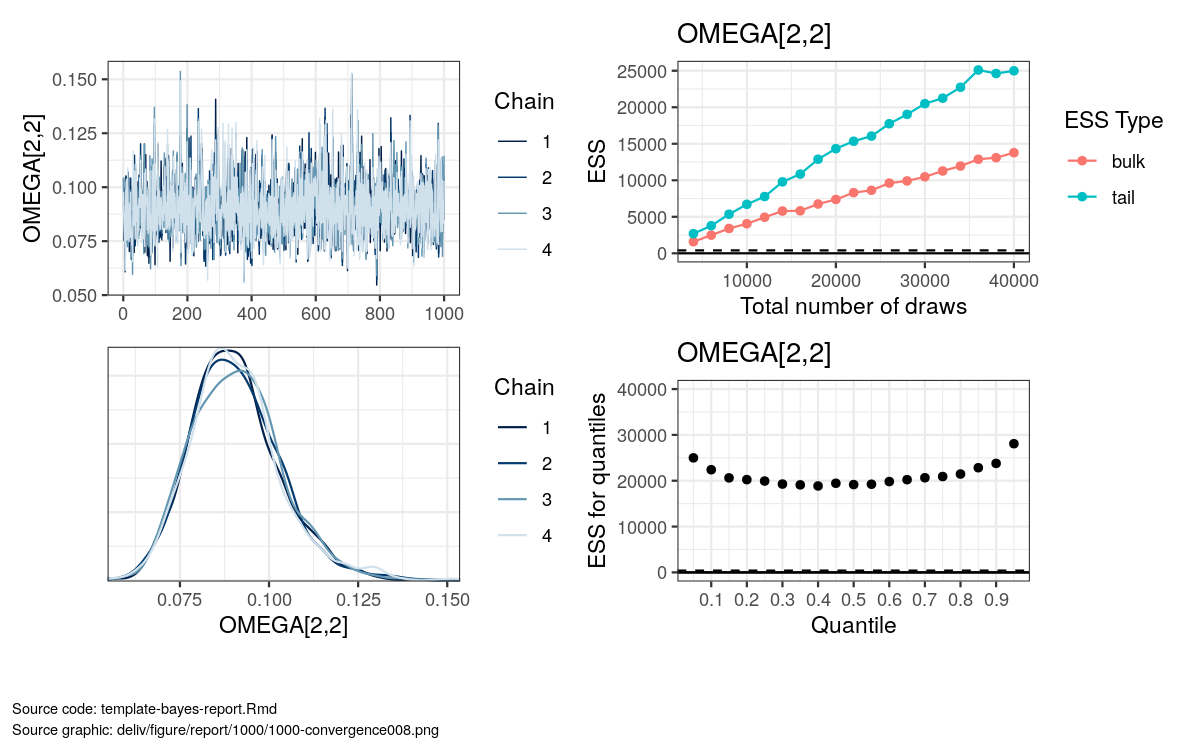 OMEGA[2,2]
0.150
0.125
0.100
0.075
0.050
0 200 400 600 800 1000
Chain
1
2
3
4
OMEGA[2,2]
ESS
25000
20000
15000
10000
5000
0
10000 20000 30000 40000
Total number of draws
ESS Type
bulk
tail
0.075 0.100 0.125 0.150
OMEGA[2,2]
Chain
1
2
3
4
OMEGA[2,2]
ESS for quantiles
40000
30000
20000
10000
0
0.1 0.2 0.3 0.4 0.5 0.6 0.7 0.8 0.9
Quantile
Source code: template-bayes-report.Rmd
Source graphic: deliv/figure/report/1000/1000-convergence008.png